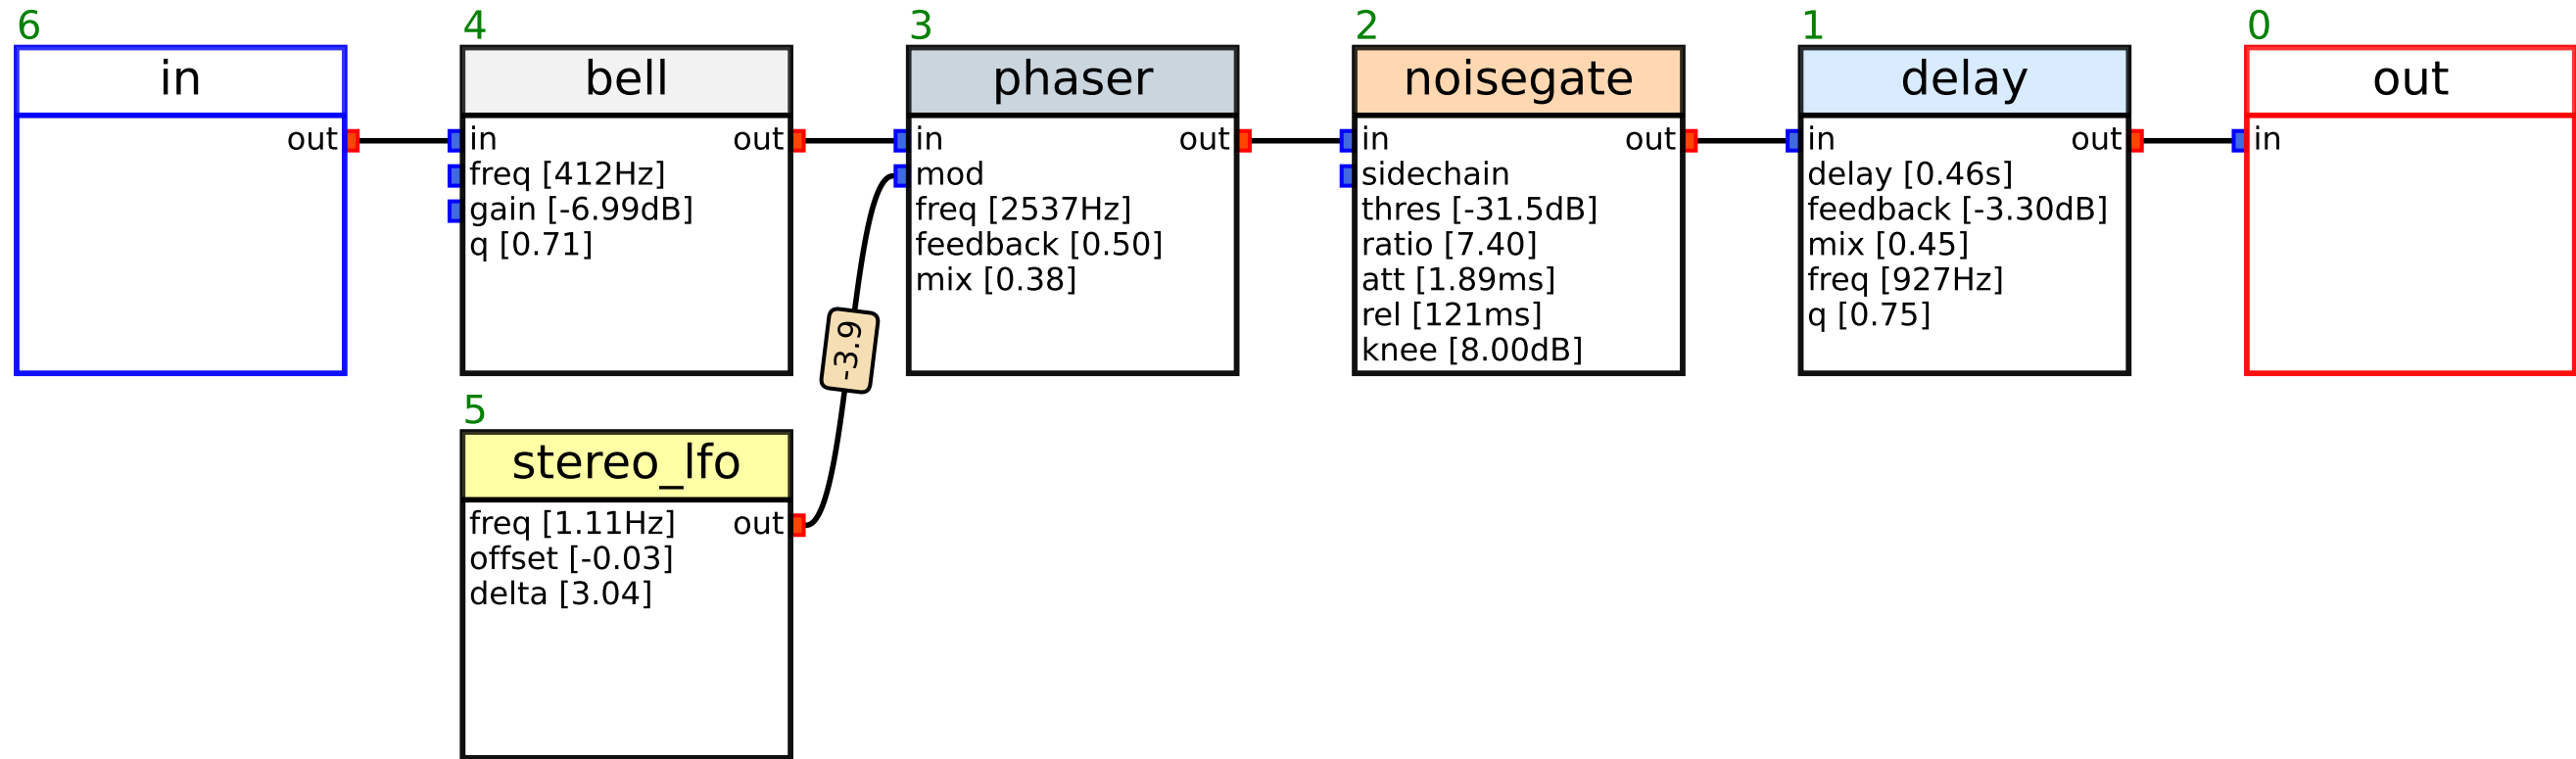 6
in
out
4
bell
in out
freq [412Hz]
gain [-6.99dB]
q [0.71]
3
phaser
in out
mod
freq [2537Hz]
feedback [0.50]
mix [0.38]
2
noisegate
in out
sidechain
thres [-31.5dB]
ratio [7.40]
att [1.89ms]
rel [121ms]
knee [8.00dB]
1
delay
in out
delay [0.46s]
feedback [-3.30dB]
mix [0.45]
freq [927Hz]
q [0.75]
0
out
in
-3.9
5
stereo_lfo
freq [1.11Hz] out
offset [-0.03]
delta [3.04]